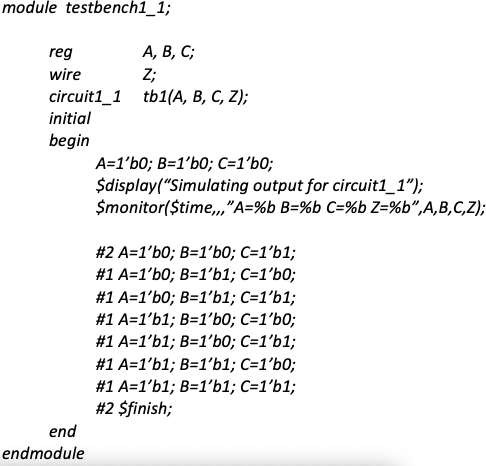 module testbench1_1;
reg A, B, C;
wire Z;
circuit1_1 tb1(A, B, C, Z);
initial
begin
A=1’b0; B=1’b0; C=1’b0;
$display(“Simulating output for circuit1_1”);
$monitor($time,,,”A=%b B=%b C=%b Z=%b”,A,B,C,Z);
#2 A=1’b0; B=1’b0; C=1’b1;
#1 A=1’b0; B=1’b1; C=1’b0;
#1 A=1’b0; B=1’b1; C=1’b1;
#1 A=1’b1; B=1’b0; C=1’b0;
#1 A=1’b1; B=1’b0; C=1’b1;
#1 A=1’b1; B=1’b1; C=1’b0;
#1 A=1’b1; B=1’b1; C=1’b1;
#2 $finish;
end
endmodule